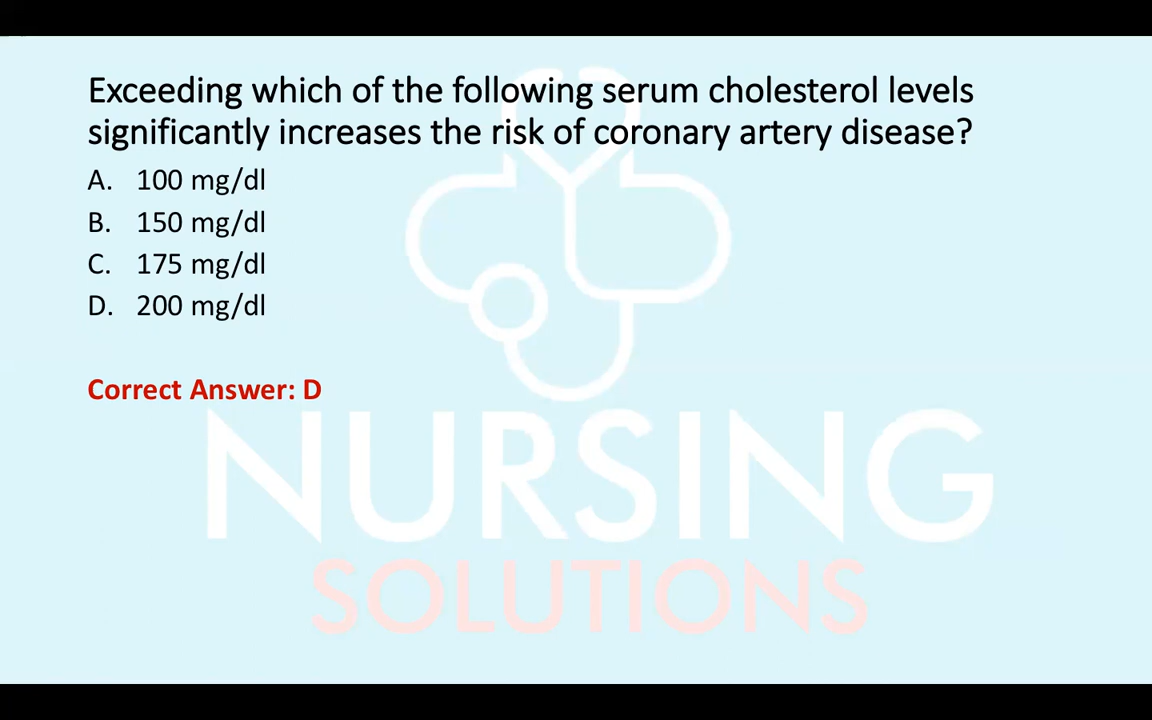 Exceeding which of the following serum cholesterol levels
significantly increases the risk of coronary artery disease?
A. 100 mg/dl
B. 150 mg/dl
C. 175 mg/dl
D. 200 mg/dl
Correct Answer: D
NURSING
SOLUTIONS